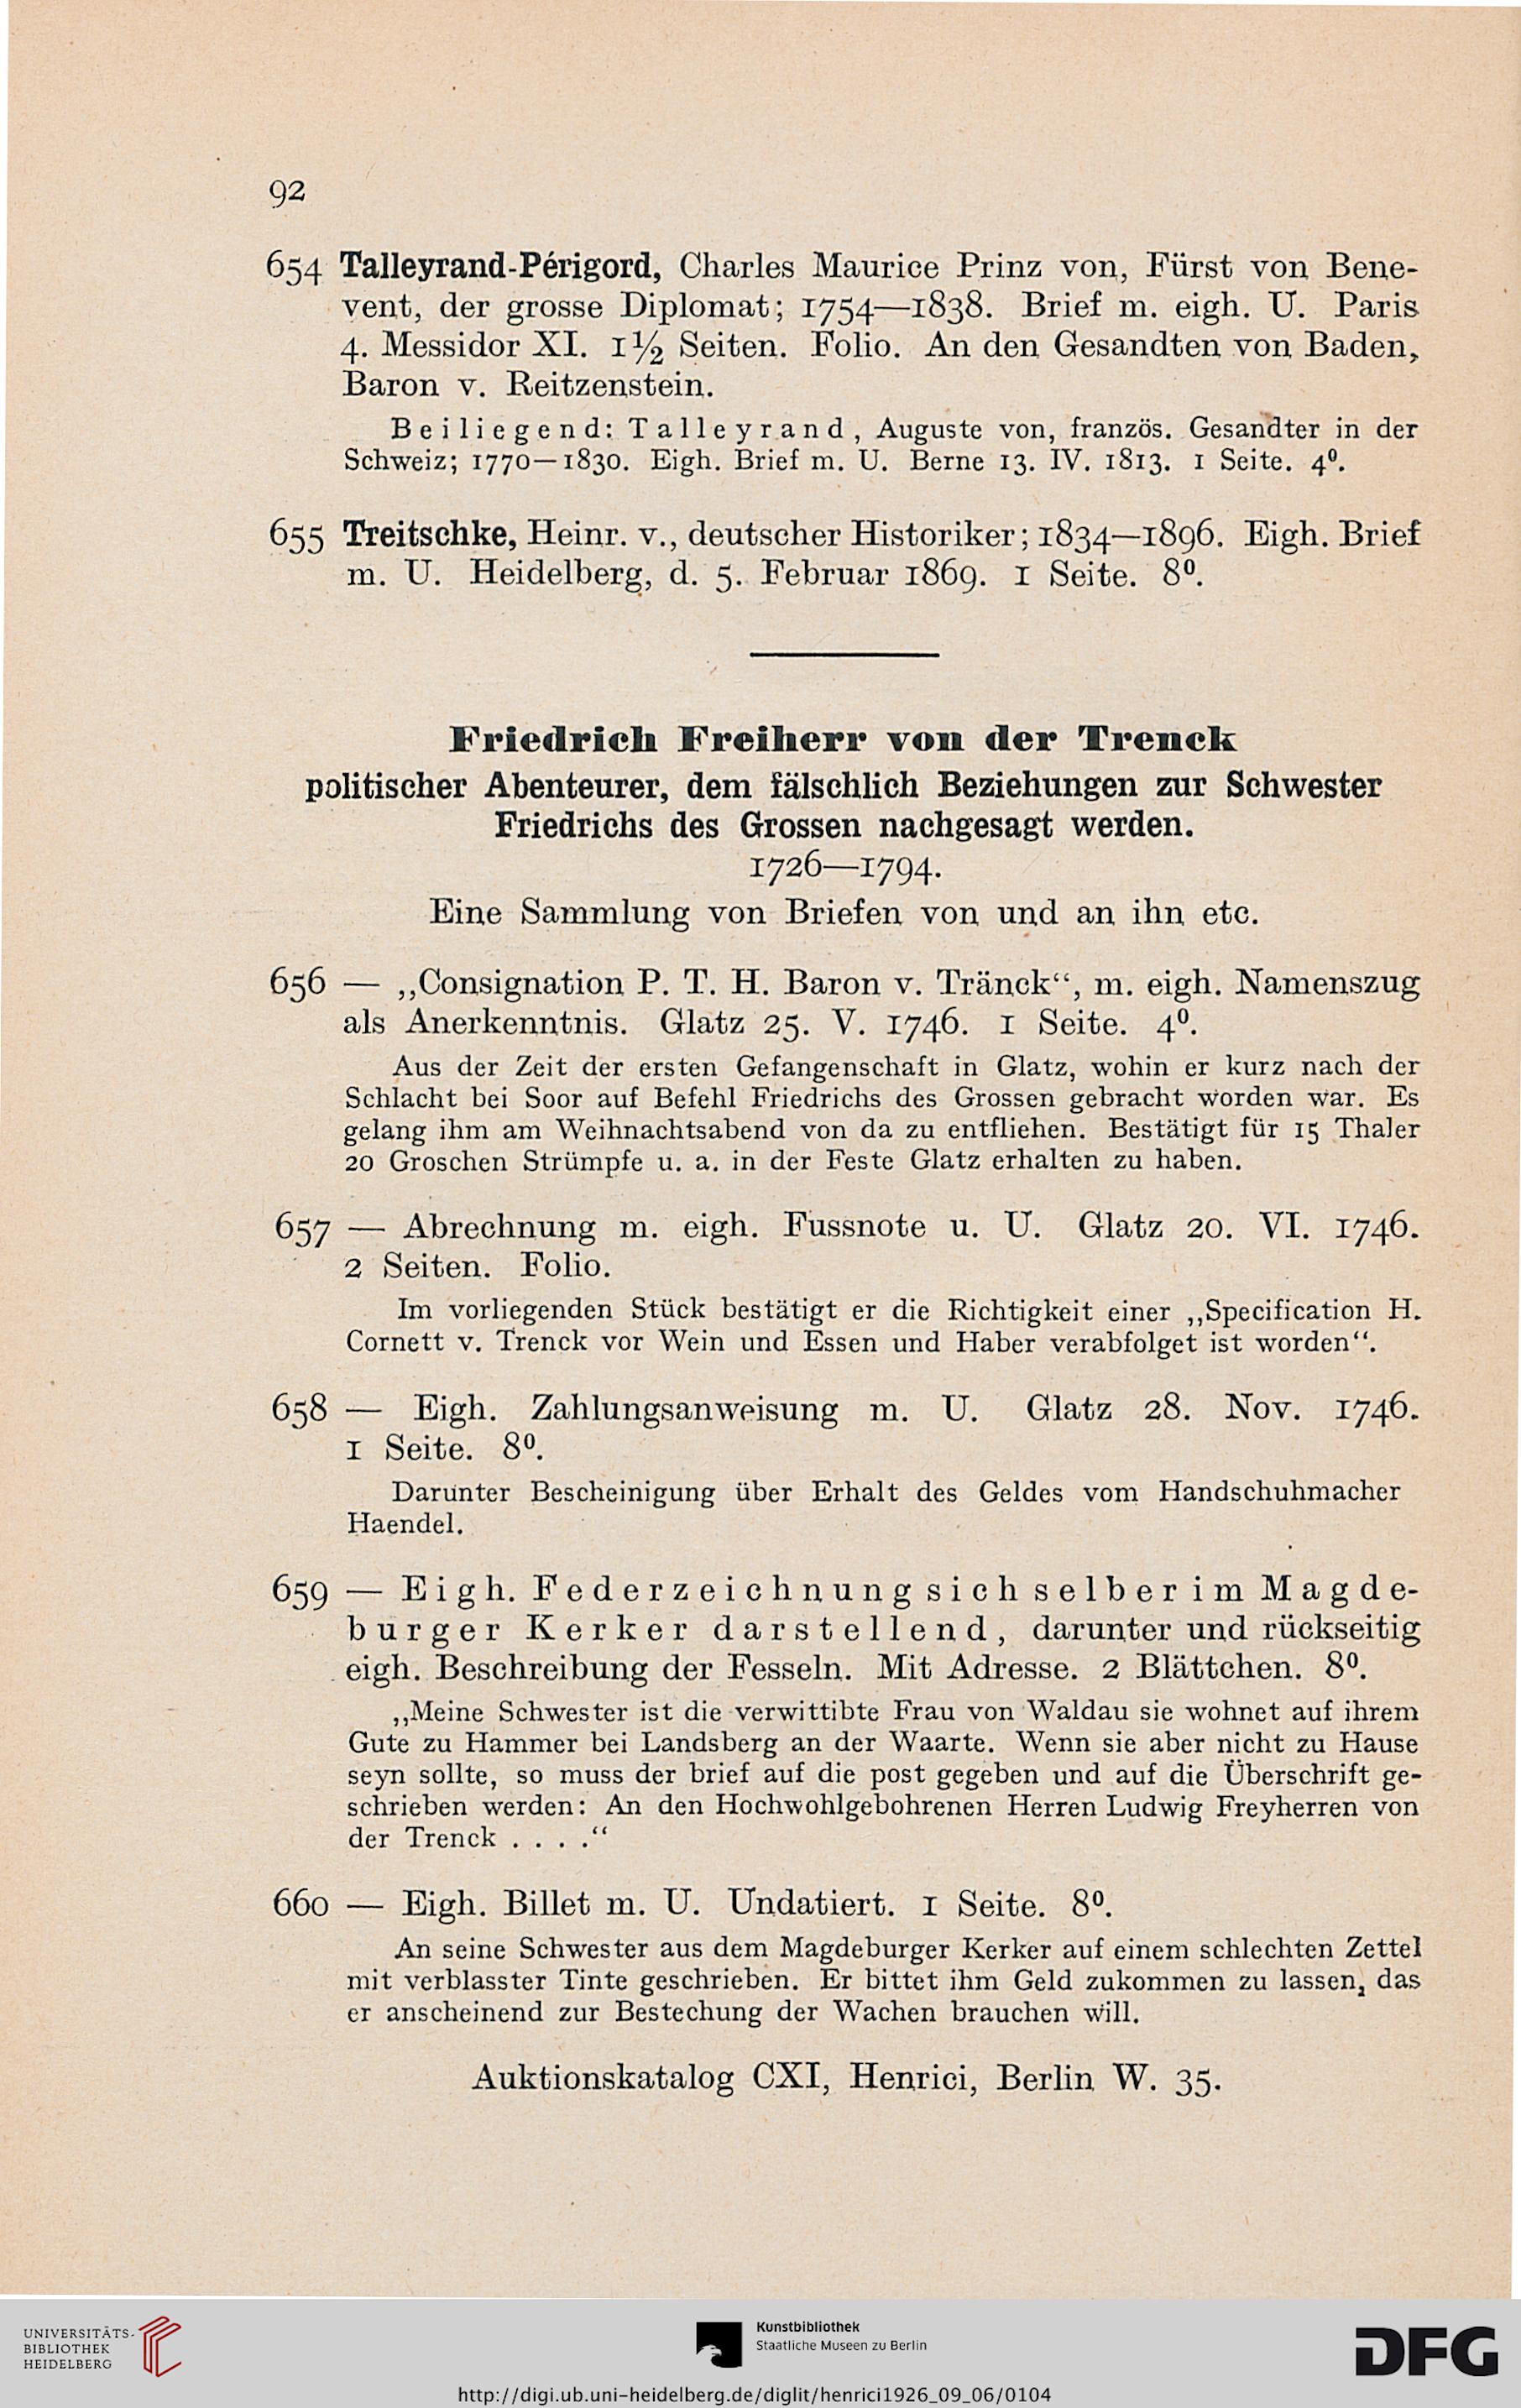 92
654 Talleyrand-Périgord, Charles Maurice Prinz von, Fürst von Bene-
vent, der grosse Diplomat; 1754—1838. Brief m. eigh. U. Paris
4. Messidor XI. 1½ Seiten. Folio. An den Gesandten von Baden,
Baron v. Reitzenstein.
Beiliegend: Talleyrand, Auguste von, französ. Gesandter in der
Schweiz; 1770—1830. Eigh. Brief m. U. Berne 13. IV. 1813. 1 Seite. 4⁰.
655 Treitschke, Heinr. v., deutscher Historiker; 1834—1896. Eigh. Brief
m. U. Heidelberg, d. 5. Februar 1869. 1 Seite. 8⁰.
Friedrich Freiherr von der Trenck
politischer Abenteurer, dem fälschlich Beziehungen zur Schwester
Friedrichs des Grossen nachgesagt werden.
1726—1794.
Eine Sammlung von Briefen von und an ihn etc.
656 — „Consignation P. T. H. Baron v. Tränck“, m. eigh. Namenszug
als Anerkenntnis. Glatz 25. V. 1746. 1 Seite. 4⁰.
Aus der Zeit der ersten Gefangenschaft in Glatz, wohin er kurz nach der
Schlacht bei Soor auf Befehl Friedrichs des Grossen gebracht worden war. Es
gelang ihm am Weihnachtsabend von da zu entfliehen. Bestätigt für 15 Thaler
20 Groschen Strümpfe u. a. in der Feste Glatz erhalten zu haben.
657 — Abrechnung m. eigh. Fussnote u. U. Glatz 20. VI. 1746.
2 Seiten. Folio.
Im vorliegenden Stück bestätigt er die Richtigkeit einer „Specification H.
Cornett v. Trenck vor Wein und Essen und Haber verabfolget ist worden“.
658 — Eigh. Zahlungsanweisung m. U. Glatz 28. Nov. 1746.
1 Seite. 8⁰.
Darunter Bescheinigung über Erhalt des Geldes vom Handschuhmacher
Haendel.
659 — Eigh. Federzeichnung sich selber im Magde-
burger Kerker darstellend, darunter und rückseitig
eigh. Beschreibung der Fesseln. Mit Adresse. 2 Blättchen. 8⁰.
„Meine Schwester ist die verwittibte Frau von Waldau sie wohnet auf ihrem
Gute zu Hammer bei Landsberg an der Waarte. Wenn sie aber nicht zu Hause
seyn sollte, so muss der brief auf die post gegeben und auf die Überschrift ge-
schrieben werden: An den Hochwohlgebohrenen Herren Ludwig Freyherren von
der Trenck . . . .“
660 — Eigh. Billet m. U. Undatiert. 1 Seite. 8⁰.
An seine Schwester aus dem Magdeburger Kerker auf einem schlechten Zettel
mit verblasster Tinte geschrieben. Er bittet ihm Geld zukommen zu lassen, das
er anscheinend zur Bestechung der Wachen brauchen will.
Auktionskatalog CXI, Henrici, Berlin W. 35.
UNIVERSITÄTS-
BIBLIOTHEK
HEIDELBERG
Kunstbibliothek
Staatliche Museen zu Berlin
DFG
http://digi.ub.uni-heidelberg.de/diglit/henrici1926_09_06/0104